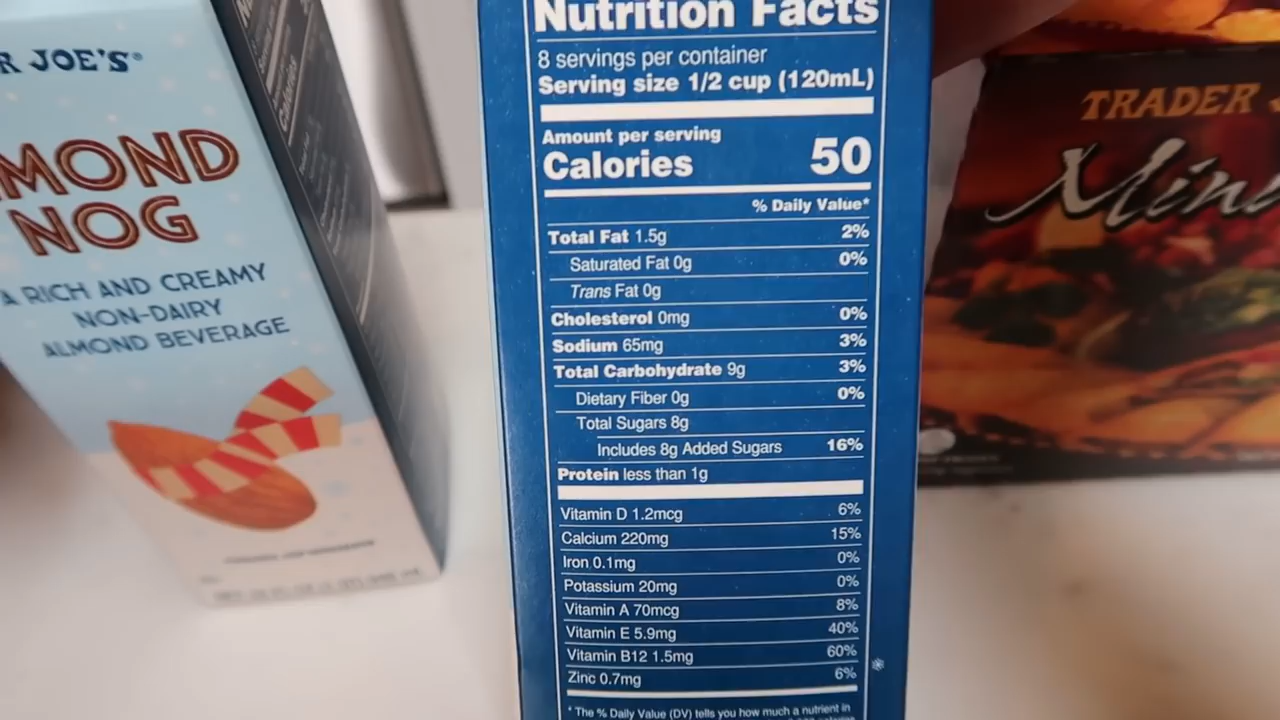 R JOE'S
MOND
NOG
A RICH AND CREAMY
NON-DAIRY
ALMOND BEVERAGE
Nutrition Facts
8 servings per container
Serving size 1/2 cup (120mL)
Amount per serving
Calories 50
% Daily Value*
Total Fat 1.5g 2%
Saturated Fat 0g 0%
Trans Fat 0g
Cholesterol 0mg 0%
Sodium 65mg 3%
Total Carbohydrate 9g 3%
Dietary Fiber 0g 0%
Total Sugars 8g
Includes 8g Added Sugars 16%
Protein less than 1g
Vitamin D 1.2mcg 6%
Calcium 220mg 15%
Iron 0.1mg 0%
Potassium 20mg 0%
Vitamin A 70mcg 8%
Vitamin E 5.9mg 40%
Vitamin B12 1.5mg 60%
Zinc 0.7mg 6%
* The % Daily Value (DV) tells you how much a nutrient in
TRADER
Min